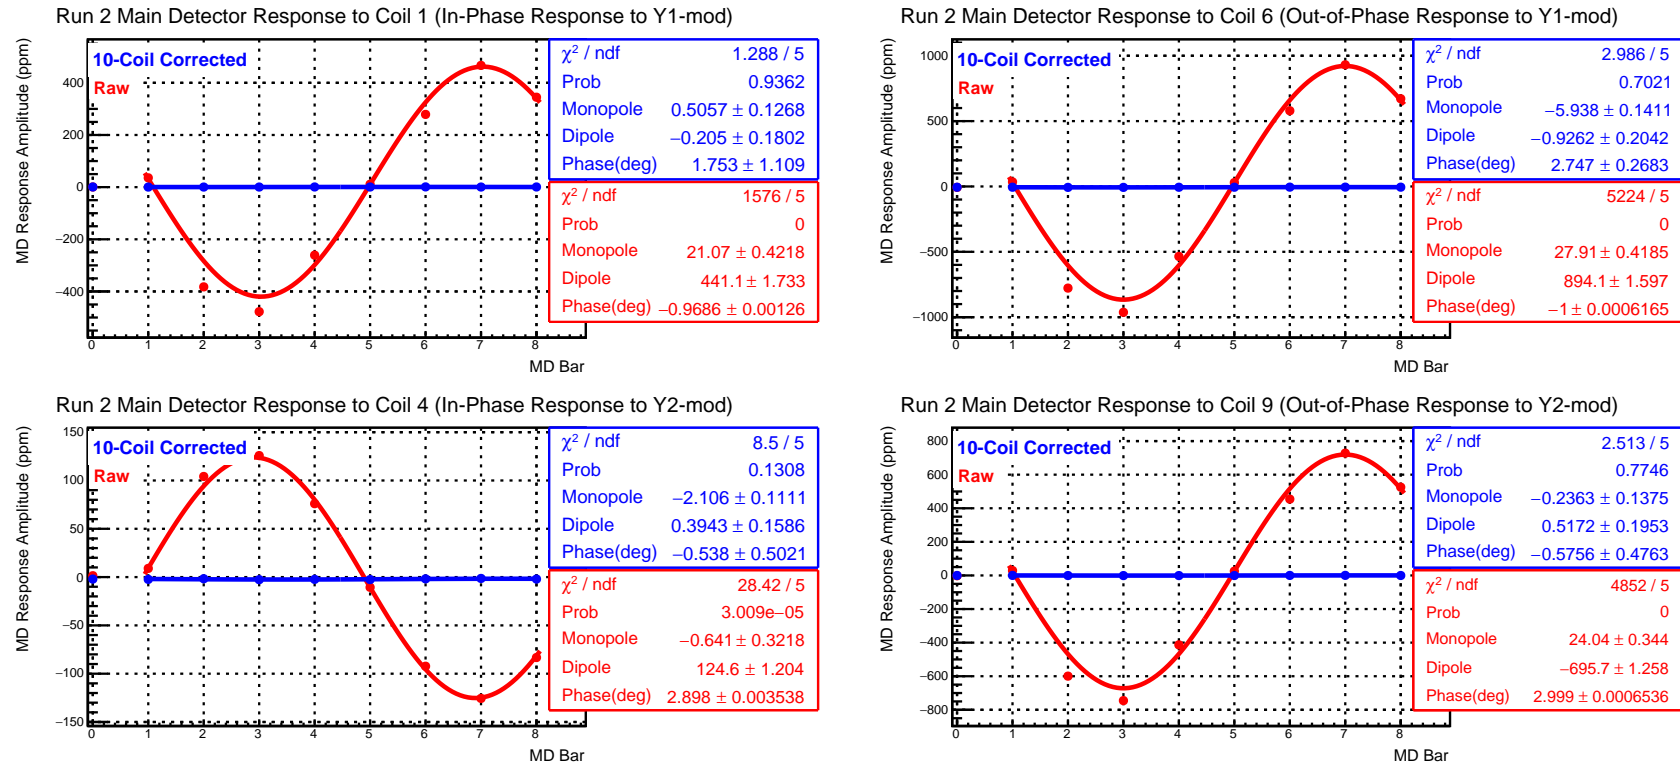 Run 2 Main Detector Response to Coil 1 (In-Phase Response to Y1-mod)
MD Response Amplitude (ppm)
10-Coil Corrected
Raw
400
200
0
−200
−400
0 1 2 3 4 5 6 7 8
MD Bar
χ² / ndf 1.288 / 5
Prob 0.9362
Monopole 0.5057 ± 0.1268
Dipole −0.205 ± 0.1802
Phase(deg) 1.753 ± 1.109
χ² / ndf 1576 / 5
Prob 0
Monopole 21.07 ± 0.4218
Dipole 441.1 ± 1.733
Phase(deg) −0.9686 ± 0.00126
Run 2 Main Detector Response to Coil 6 (Out-of-Phase Response to Y1-mod)
MD Response Amplitude (ppm)
10-Coil Corrected
Raw
1000
500
0
−500
−1000
0 1 2 3 4 5 6 7 8
MD Bar
χ² / ndf 2.986 / 5
Prob 0.7021
Monopole −5.938 ± 0.1411
Dipole −0.9262 ± 0.2042
Phase(deg) 2.747 ± 0.2683
χ² / ndf 5224 / 5
Prob 0
Monopole 27.91 ± 0.4185
Dipole 894.1 ± 1.597
Phase(deg) −1 ± 0.0006165
Run 2 Main Detector Response to Coil 4 (In-Phase Response to Y2-mod)
MD Response Amplitude (ppm)
10-Coil Corrected
Raw
150
100
50
0
−50
−100
−150
0 1 2 3 4 5 6 7 8
MD Bar
χ² / ndf 8.5 / 5
Prob 0.1308
Monopole −2.106 ± 0.1111
Dipole 0.3943 ± 0.1586
Phase(deg) −0.538 ± 0.5021
χ² / ndf 28.42 / 5
Prob 3.009e−05
Monopole −0.641 ± 0.3218
Dipole 124.6 ± 1.204
Phase(deg) 2.898 ± 0.003538
Run 2 Main Detector Response to Coil 9 (Out-of-Phase Response to Y2-mod)
MD Response Amplitude (ppm)
10-Coil Corrected
Raw
800
600
400
200
0
−200
−400
−600
−800
0 1 2 3 4 5 6 7 8
MD Bar
χ² / ndf 2.513 / 5
Prob 0.7746
Monopole −0.2363 ± 0.1375
Dipole 0.5172 ± 0.1953
Phase(deg) −0.5756 ± 0.4763
χ² / ndf 4852 / 5
Prob 0
Monopole 24.04 ± 0.344
Dipole −695.7 ± 1.258
Phase(deg) 2.999 ± 0.0006536